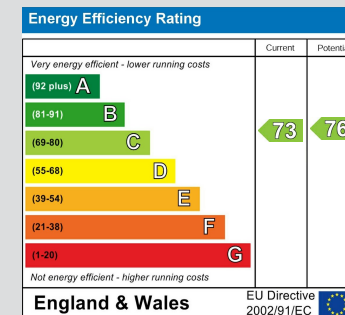 Energy Efficiency Rating
Current
Very energy efficient - lower running costs
(92 plus) A
(81-91) B
(69-80) C
73
76
(55-68) D
(39-54) E
(21-38) F
(1-20) G
Not energy efficient - higher running costs
England & Wales
EU Directive
2002/91/EC